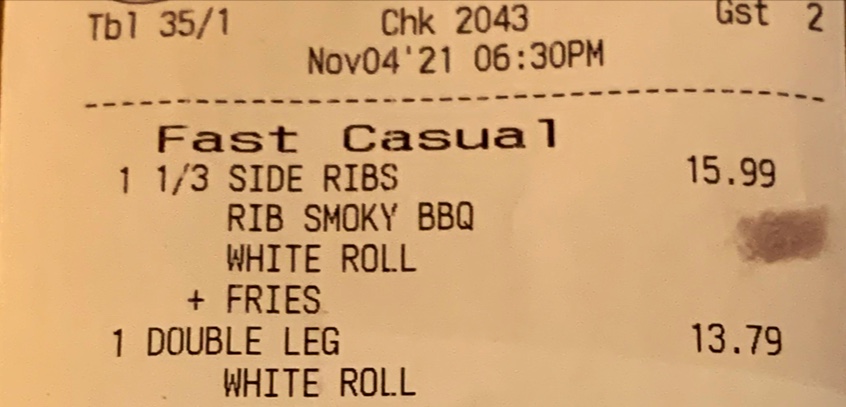 Tbl 35/1 Chk 2043 Gst 2
Nov04'21 06:30PM
Fast Casual
1 1/3 SIDE RIBS 15.99
RIB SMOKY BBQ
WHITE ROLL
+ FRIES
1 DOUBLE LEG 13.79
WHITE ROLL